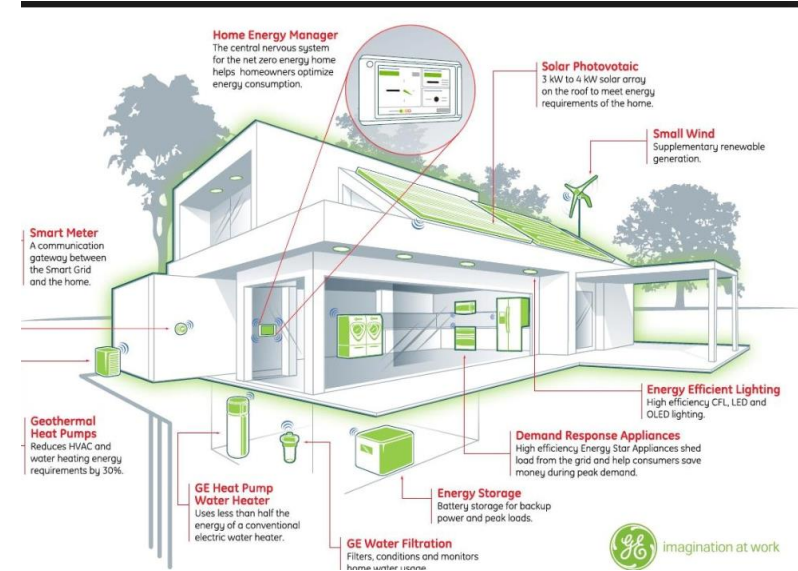 Home Energy Manager
The central nervous system
for the net zero energy home
helps homeowners optimize
energy consumption.
Solar Photovotaic
3 kW to 4 kW solar array
on the roof to meet energy
requirements of the home.
Small Wind
Supplementary renewable
generation.
Smart Meter
A communication
gateway between
the Smart Grid
and the home.
Energy Efficient Lighting
High efficiency CFL, LED and
OLED lighting.
Geothermal
Heat Pumps
Reduces HVAC and
water heating energy
requirements by 30%.
Demand Response Appliances
High efficiency Energy Star Appliances shed
load from the grid and help consumers save
money during peak demand.
GE Heat Pump
Water Heater
Uses less than half the
energy of a conventional
electric water heater.
Energy Storage
Battery storage for backup
power and peak loads.
GE Water Filtration
Filters, conditions and monitors
home water usage
GE
imagination at work